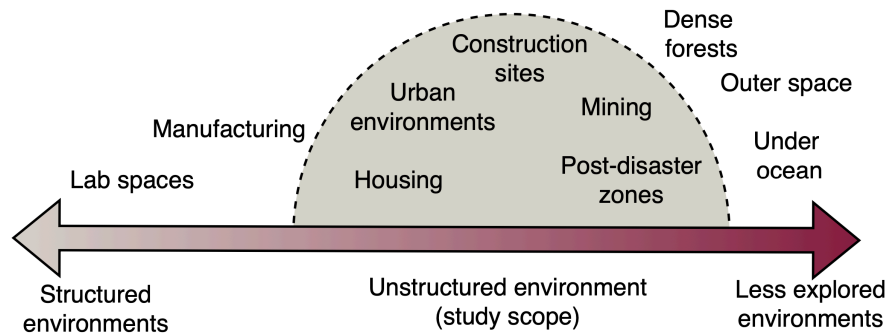 Dense
forests
Construction
sites
Outer space
Urban
environments
Mining
Manufacturing
Under
ocean
Post-disaster
zones
Lab spaces
Housing
Structured
environments
Unstructured environment
(study scope)
Less explored
environments